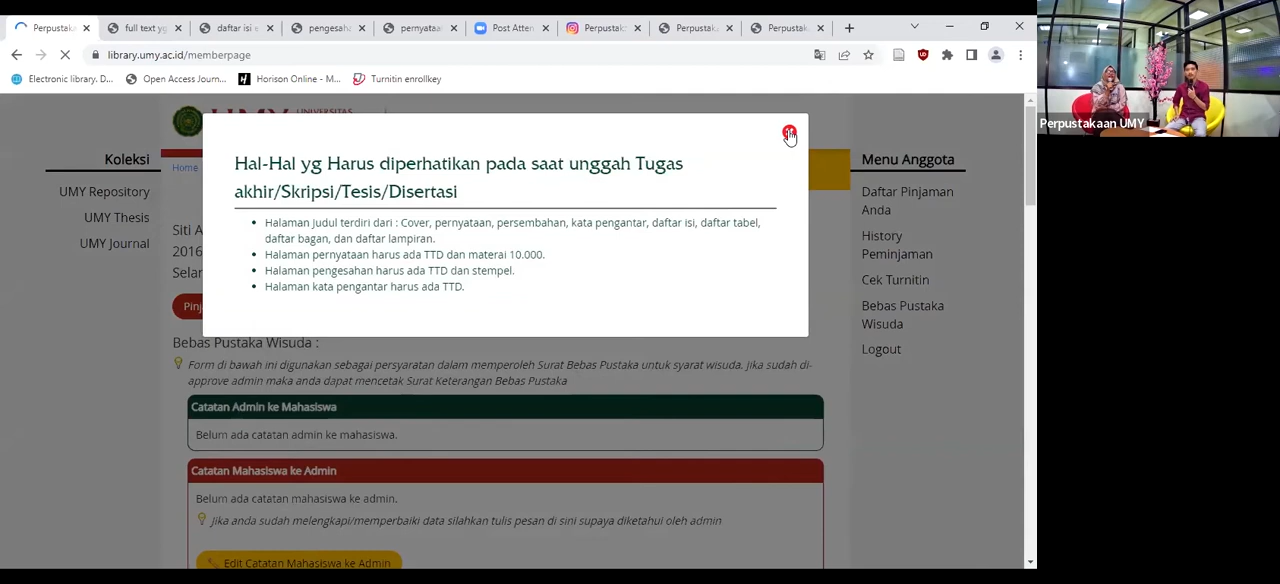 Perpustak
full text yg
daftar isi e
pengesaha
pernyataa
Post Atten
Perpustak
Perpustak
Perpustak
library.umy.ac.id/memberpage
Electronic library. D...
Open Access Journ...
Horison Online - M...
Turnitin enrollkey
Perpustakaan UMY
Koleksi
UMY Repository
UMY Thesis
UMY Journal
Home
Siti A
2016
Selar
Pinj
Hal-Hal yg Harus diperhatikan pada saat unggah Tugas
akhir/Skripsi/Tesis/Disertasi
• Halaman Judul terdiri dari : Cover, pernyataan, persembahan, kata pengantar, daftar isi, daftar tabel,
daftar bagan, dan daftar lampiran.
• Halaman pernyataan harus ada TTD dan materai 10.000.
• Halaman pengesahan harus ada TTD dan stempel.
• Halaman kata pengantar harus ada TTD.
Menu Anggota
Daftar Pinjaman
Anda
History
Peminjaman
Cek Turnitin
Bebas Pustaka
Wisuda
Logout
Bebas Pustaka Wisuda :
Form di bawah ini digunakan sebagai persyaratan dalam memperoleh Surat Bebas Pustaka untuk syarat wisuda. Jika sudah di-
approve admin maka anda dapat mencetak Surat Keterangan Bebas Pustaka
Catatan Admin ke Mahasiswa
Belum ada catatan admin ke mahasiswa.
Catatan Mahasiswa ke Admin
Belum ada catatan mahasiswa ke admin.
Jika anda sudah melengkapi/memperbaiki data silahkan tulis pesan di sini supaya diketahui oleh admin
Edit Catatan Mahasiswa ke Admin